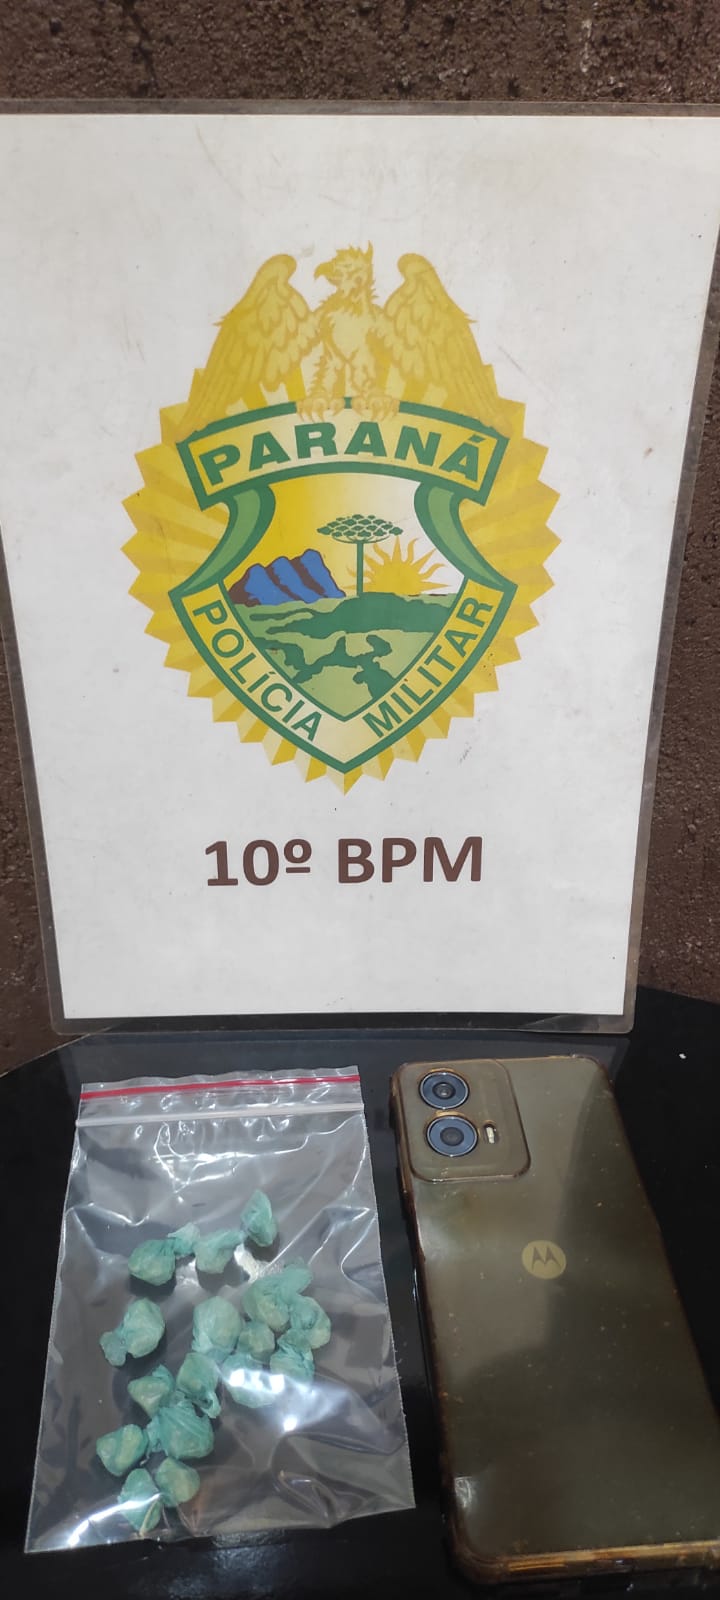 PARANÁ
POLÍCIA MILITAR
10º BPM